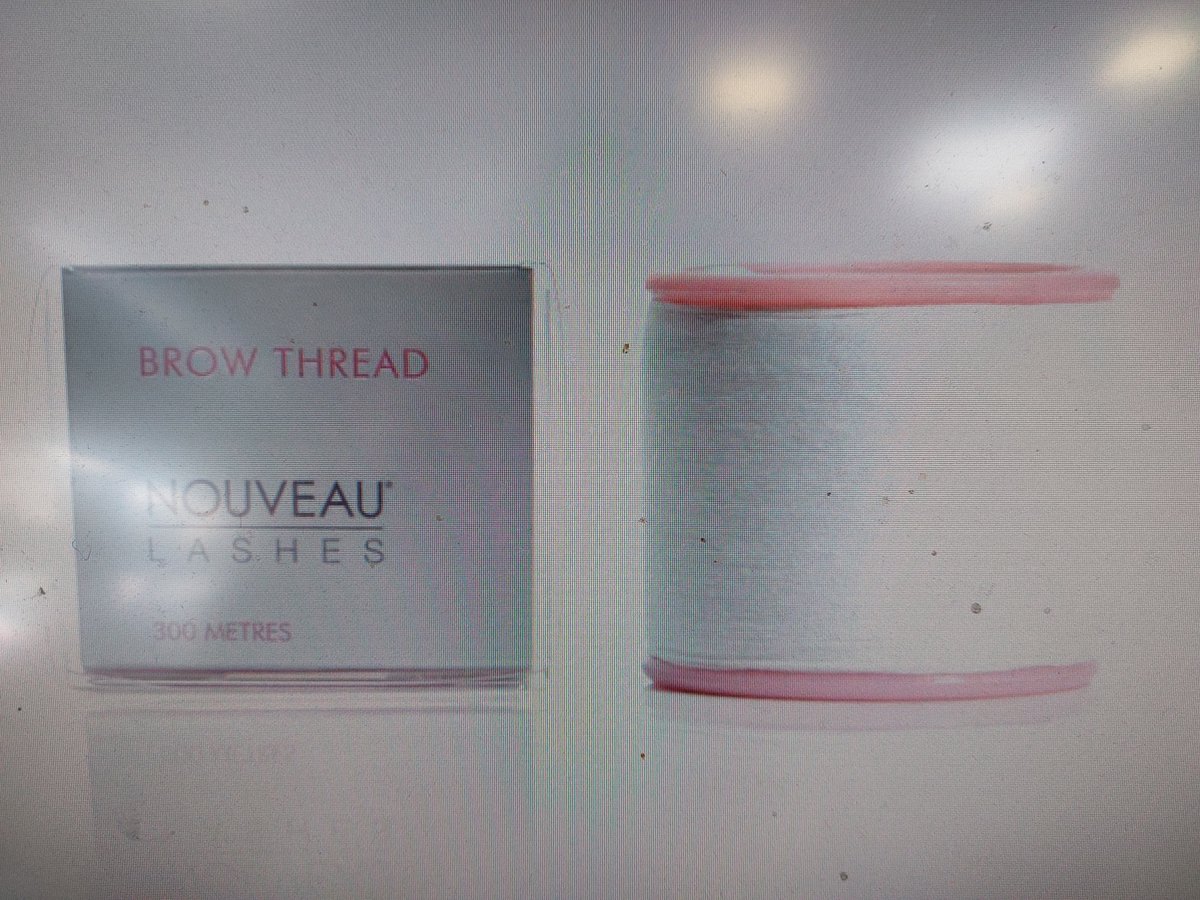 BROW THREAD
NOUVEAU®
LASHES
300 METRES